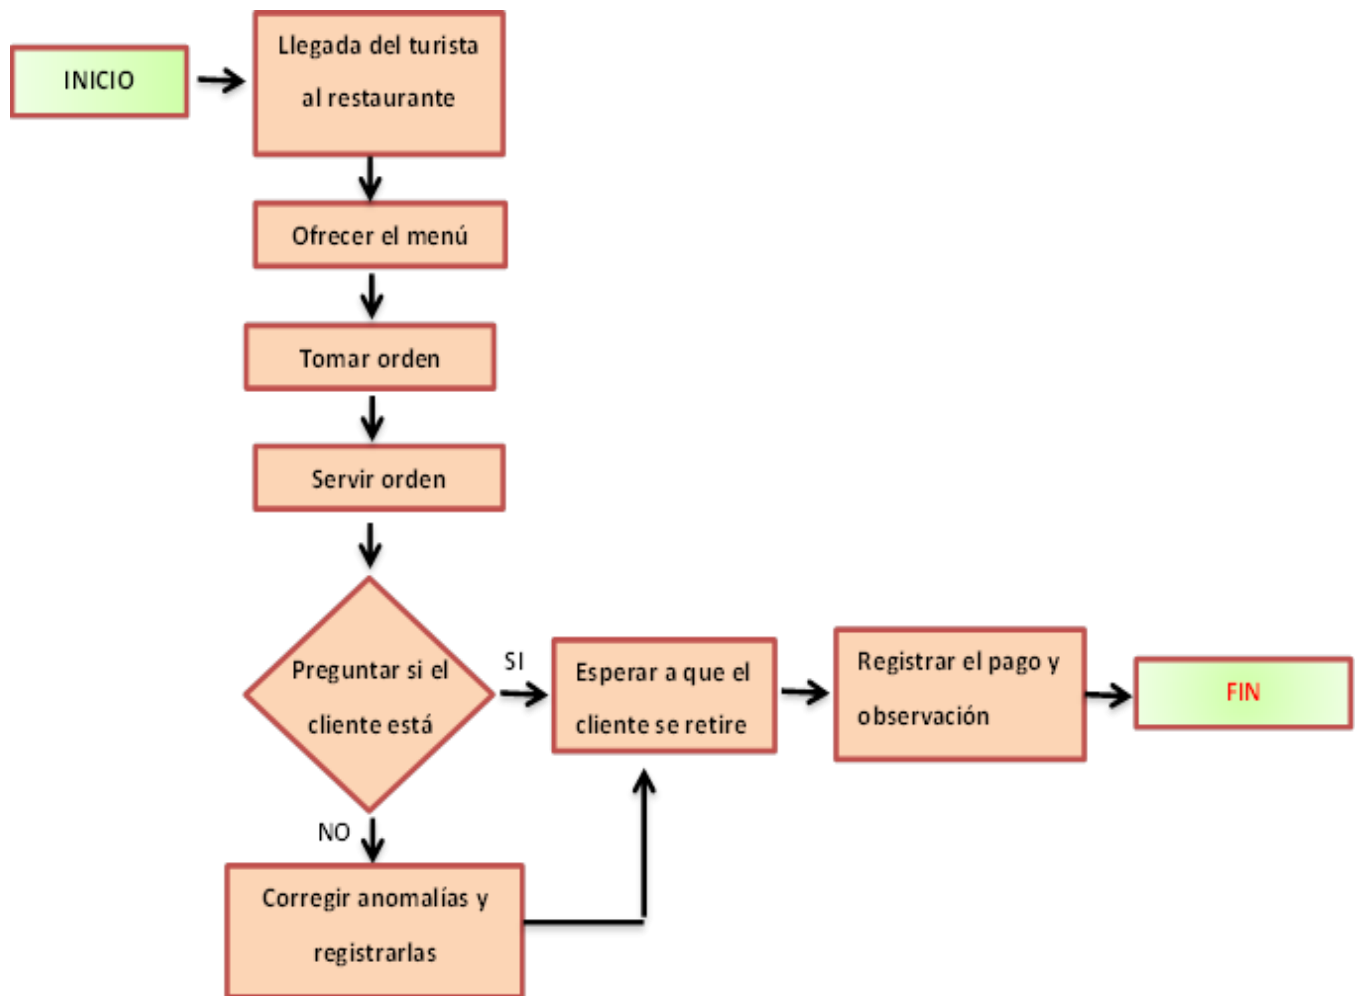 INICIO
Llegada del turista
al restaurante
Ofrecer el menú
Tomar orden
Servir orden
Preguntar si el
cliente está
SI
Esperar a que el
cliente se retire
Registrar el pago y
observación
FIN
NO
Corregir anomalías y
registrarlas